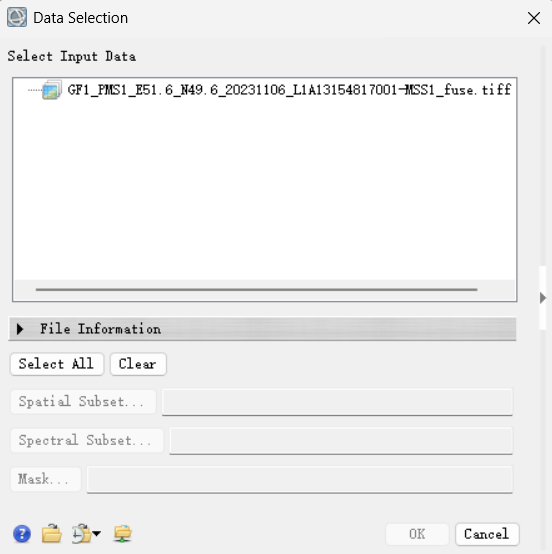 Data Selection
Select Input Data
GF1_PMS1_E51.6_N49.6_20231106_L1A13154817001-MSS1_fuse.tiff
File Information
Select All Clear
Spatial Subset...
Spectral Subset...
Mask...
OK Cancel